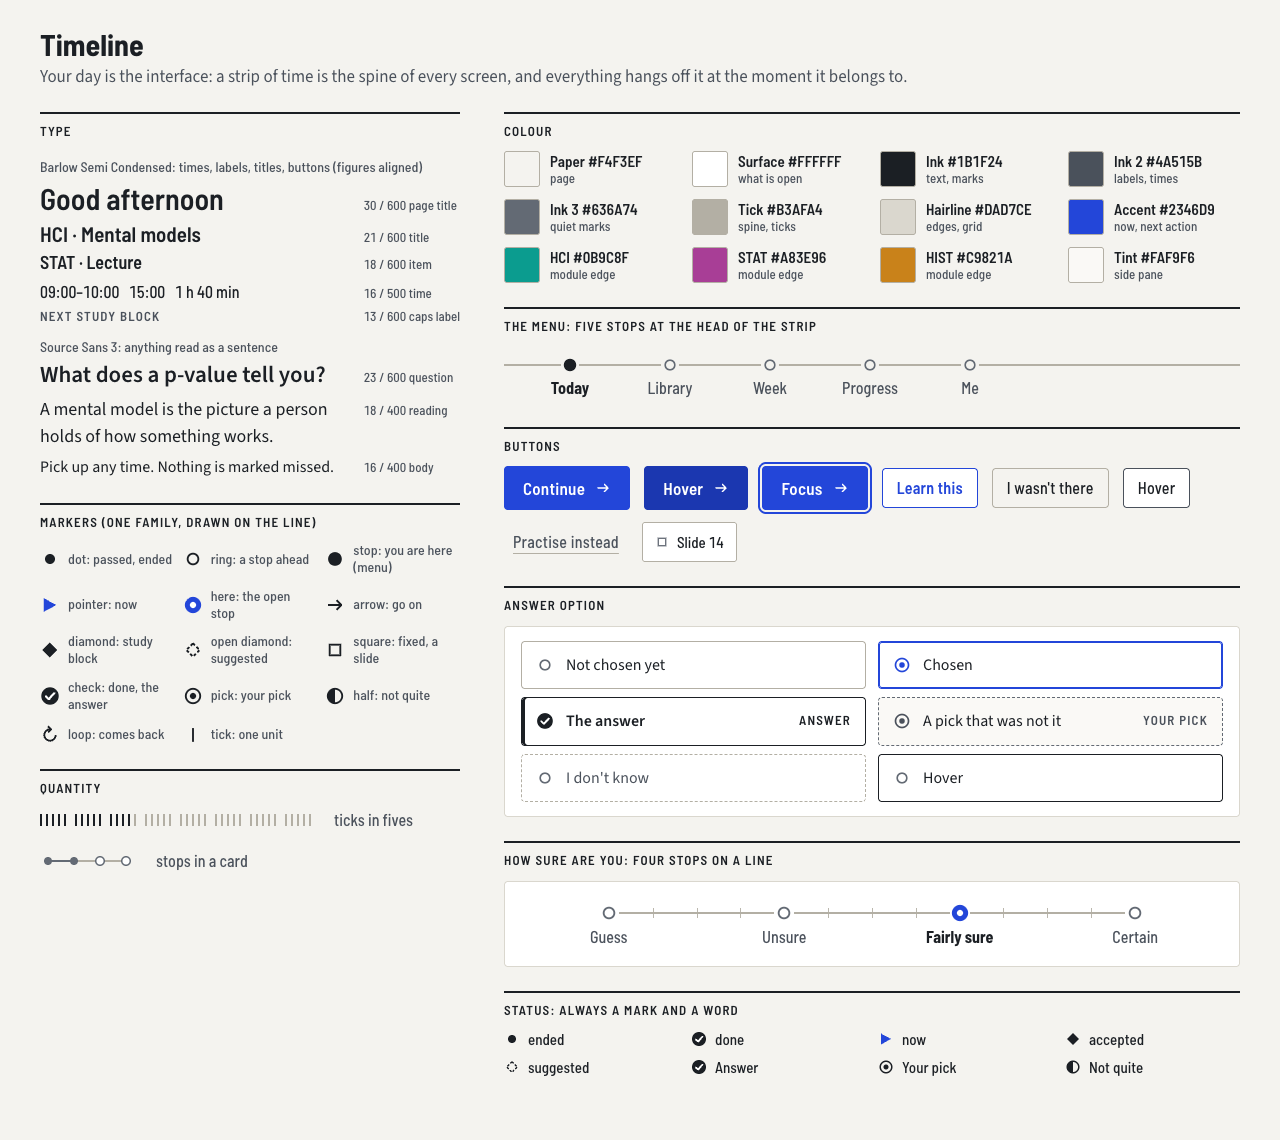 Timeline
Your day is the interface: a strip of time is the spine of every screen, and everything hangs off it at the moment it belongs to.
TYPE
Barlow Semi Condensed: times, labels, titles, buttons (figures aligned)
Good afternoon 30 / 600 page title
HCI · Mental models 21 / 600 title
STAT · Lecture 18 / 600 item
09:00–10:00 15:00 1 h 40 min 16 / 500 time
NEXT STUDY BLOCK 13 / 600 caps label
Source Sans 3: anything read as a sentence
What does a p-value tell you? 23 / 600 question
A mental model is the picture a person 18 / 400 reading
holds of how something works.
Pick up any time. Nothing is marked missed. 16 / 400 body
MARKERS (ONE FAMILY, DRAWN ON THE LINE)
dot: passed, ended
ring: a stop ahead
stop: you are here
(menu)
pointer: now
here: the open
stop
arrow: go on
diamond: study
block
open diamond:
suggested
square: fixed, a
slide
check: done, the
answer
pick: your pick
half: not quite
loop: comes back
tick: one unit
QUANTITY
ticks in fives
stops in a card
COLOUR
Paper #F4F3EF
page
Surface #FFFFFF
what is open
Ink #1B1F24
text, marks
Ink 2 #4A515B
labels, times
Ink 3 #636A74
quiet marks
Tick #B3AFA4
spine, ticks
Hairline #DAD7CE
edges, grid
Accent #2346D9
now, next action
HCI #0B9C8F
module edge
STAT #A83E96
module edge
HIST #C9821A
module edge
Tint #FAF9F6
side pane
THE MENU: FIVE STOPS AT THE HEAD OF THE STRIP
Today Library Week Progress Me
BUTTONS
Continue → Hover → Focus → Learn this I wasn't there Hover
Practise instead Slide 14
ANSWER OPTION
Not chosen yet
Chosen
The answer ANSWER
A pick that was not it YOUR PICK
I don't know
Hover
HOW SURE ARE YOU: FOUR STOPS ON A LINE
Guess Unsure Fairly sure Certain
STATUS: ALWAYS A MARK AND A WORD
ended done now accepted
suggested Answer Your pick Not quite